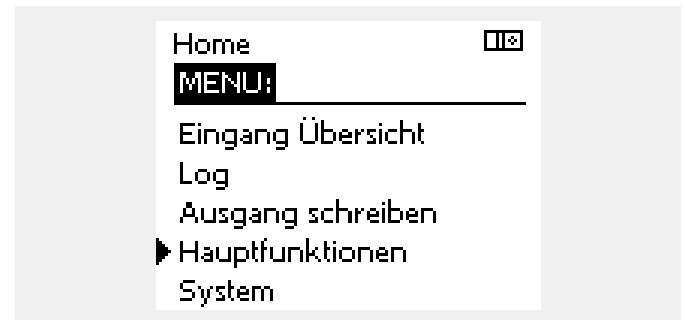 Home
MENU:
Eingang Übersicht
Log
Ausgang schreiben
Hauptfunktionen
System